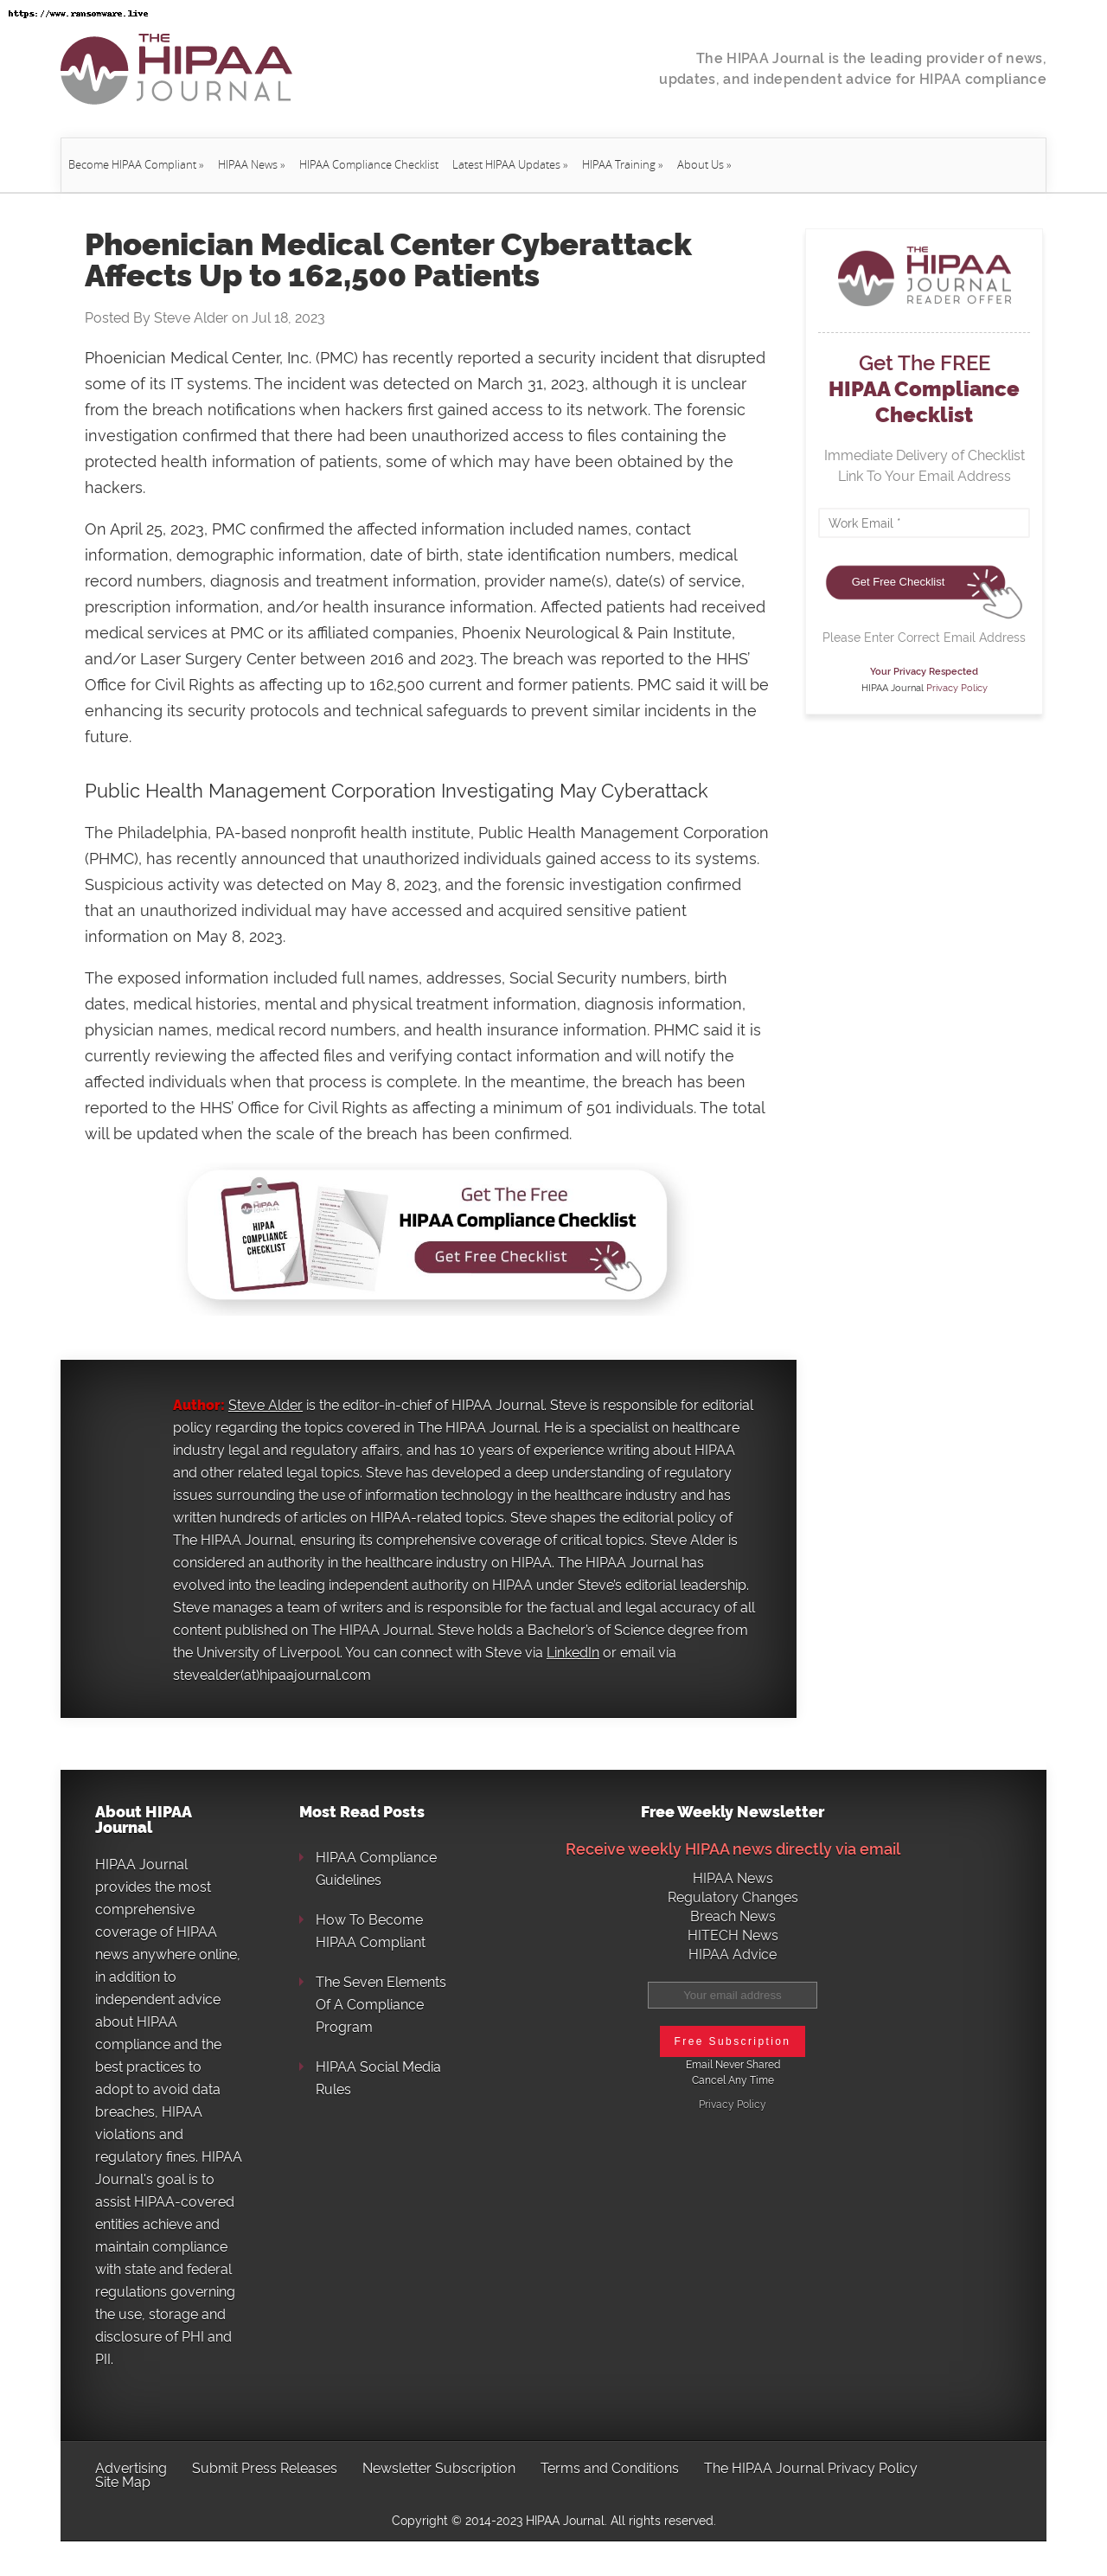 https://www.ransomware.live
THE
HIPAA
JOURNAL
The HIPAA Journal is the leading provider of news,
updates, and independent advice for HIPAA compliance
Become HIPAA Compliant » HIPAA News » HIPAA Compliance Checklist Latest HIPAA Updates » HIPAA Training » About Us »
Phoenician Medical Center Cyberattack
Affects Up to 162,500 Patients
Posted By Steve Alder on Jul 18, 2023
Phoenician Medical Center, Inc. (PMC) has recently reported a security incident that disrupted
some of its IT systems. The incident was detected on March 31, 2023, although it is unclear
from the breach notifications when hackers first gained access to its network. The forensic
investigation confirmed that there had been unauthorized access to files containing the
protected health information of patients, some of which may have been obtained by the
hackers.
On April 25, 2023, PMC confirmed the affected information included names, contact
information, demographic information, date of birth, state identification numbers, medical
record numbers, diagnosis and treatment information, provider name(s), date(s) of service,
prescription information, and/or health insurance information. Affected patients had received
medical services at PMC or its affiliated companies, Phoenix Neurological & Pain Institute,
and/or Laser Surgery Center between 2016 and 2023. The breach was reported to the HHS’
Office for Civil Rights as affecting up to 162,500 current and former patients. PMC said it will be
enhancing its security protocols and technical safeguards to prevent similar incidents in the
future.
Public Health Management Corporation Investigating May Cyberattack
The Philadelphia, PA-based nonprofit health institute, Public Health Management Corporation
(PHMC), has recently announced that unauthorized individuals gained access to its systems.
Suspicious activity was detected on May 8, 2023, and the forensic investigation confirmed
that an unauthorized individual may have accessed and acquired sensitive patient
information on May 8, 2023.
The exposed information included full names, addresses, Social Security numbers, birth
dates, medical histories, mental and physical treatment information, diagnosis information,
physician names, medical record numbers, and health insurance information. PHMC said it is
currently reviewing the affected files and verifying contact information and will notify the
affected individuals when that process is complete. In the meantime, the breach has been
reported to the HHS’ Office for Civil Rights as affecting a minimum of 501 individuals. The total
will be updated when the scale of the breach has been confirmed.
HIPAA
JOURNAL
HIPAA
COMPLIANCE
CHECKLIST
Get The Free
HIPAA Compliance Checklist
Get Free Checklist
THE
HIPAA
JOURNAL
READER OFFER
Get The FREE
HIPAA Compliance
Checklist
Immediate Delivery of Checklist
Link To Your Email Address
Work Email *
Get Free Checklist
Please Enter Correct Email Address
Your Privacy Respected
HIPAA Journal Privacy Policy
Author: Steve Alder is the editor-in-chief of HIPAA Journal. Steve is responsible for editorial
policy regarding the topics covered in The HIPAA Journal. He is a specialist on healthcare
industry legal and regulatory affairs, and has 10 years of experience writing about HIPAA
and other related legal topics. Steve has developed a deep understanding of regulatory
issues surrounding the use of information technology in the healthcare industry and has
written hundreds of articles on HIPAA-related topics. Steve shapes the editorial policy of
The HIPAA Journal, ensuring its comprehensive coverage of critical topics. Steve Alder is
considered an authority in the healthcare industry on HIPAA. The HIPAA Journal has
evolved into the leading independent authority on HIPAA under Steve’s editorial leadership.
Steve manages a team of writers and is responsible for the factual and legal accuracy of all
content published on The HIPAA Journal. Steve holds a Bachelor’s of Science degree from
the University of Liverpool. You can connect with Steve via LinkedIn or email via
stevealder(at)hipaajournal.com
About HIPAA
Journal
HIPAA Journal
provides the most
comprehensive
coverage of HIPAA
news anywhere online,
in addition to
independent advice
about HIPAA
compliance and the
best practices to
adopt to avoid data
breaches, HIPAA
violations and
regulatory fines. HIPAA
Journal's goal is to
assist HIPAA-covered
entities achieve and
maintain compliance
with state and federal
regulations governing
the use, storage and
disclosure of PHI and
PII.
Most Read Posts
HIPAA Compliance
Guidelines
How To Become
HIPAA Compliant
The Seven Elements
Of A Compliance
Program
HIPAA Social Media
Rules
Free Weekly Newsletter
Receive weekly HIPAA news directly via email
HIPAA News
Regulatory Changes
Breach News
HITECH News
HIPAA Advice
Your email address
Free Subscription
Email Never Shared
Cancel Any Time
Privacy Policy
Advertising Submit Press Releases Newsletter Subscription Terms and Conditions The HIPAA Journal Privacy Policy
Site Map
Copyright © 2014-2023 HIPAA Journal. All rights reserved.